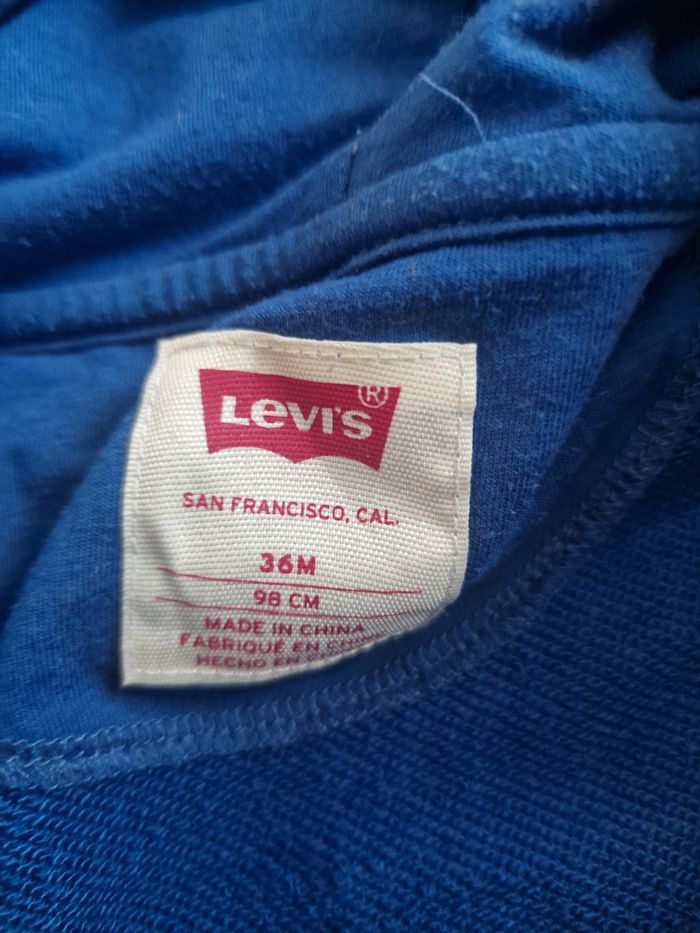 Levi's ®
SAN FRANCISCO, CAL.
36M
98 CM
MADE IN CHINA
FABRIQUÉ EN
HECHO EN